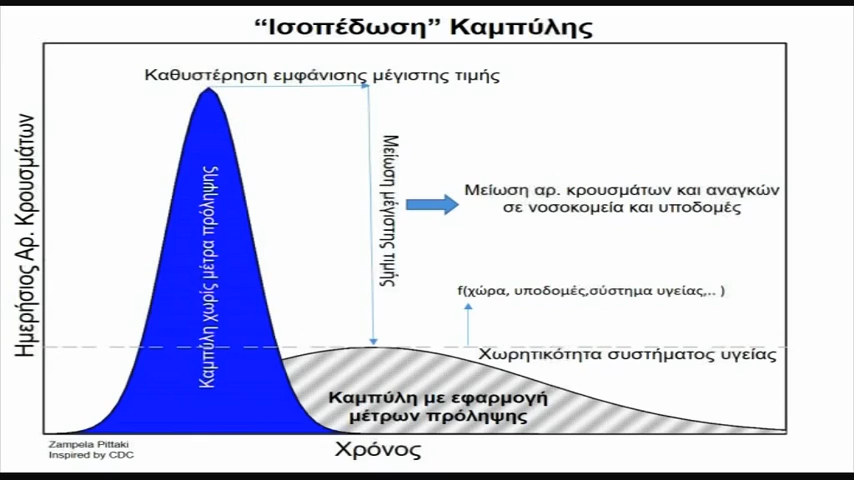 “Ισοπέδωση” Καμπύλης
Καθυστέρηση εμφάνισης μέγιστης τιμής
Ημερήσιος Αρ. Κρουσμάτων
Καμπύλη χωρίς μέτρα πρόληψης
Μείωση μέγιστης τιμής
Μείωση αρ. κρουσμάτων και αναγκών
σε νοσοκομεία και υποδομές
f(χώρα, υποδομές,σύστημα υγείας,.. )
Χωρητικότητα συστήματος υγείας
Καμπύλη με εφαρμογή
μέτρων πρόληψης
Zampela Pittaki
Inspired by CDC
Χρόνος